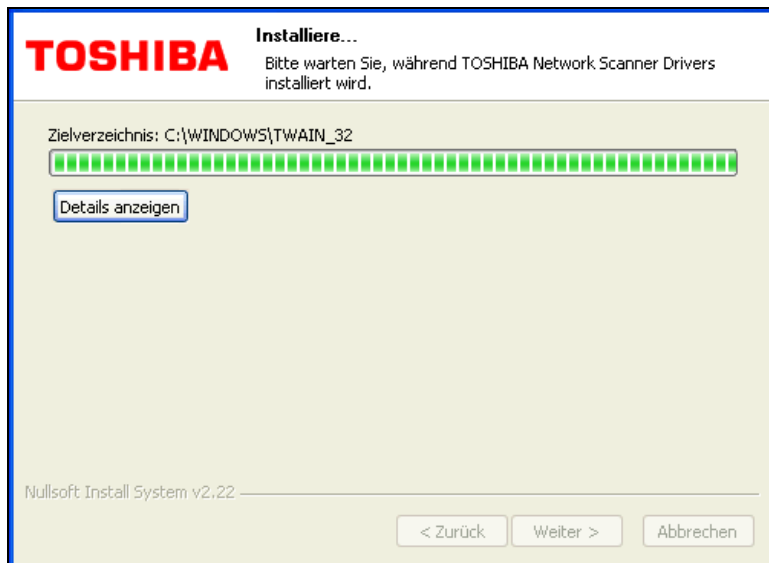 TOSHIBA
Installiere...
Bitte warten Sie, während TOSHIBA Network Scanner Drivers
installiert wird.
Zielverzeichnis: C:\WINDOWS\TWAIN_32
Details anzeigen
Nullsoft Install System v2.22
< Zurück
Weiter >
Abbrechen